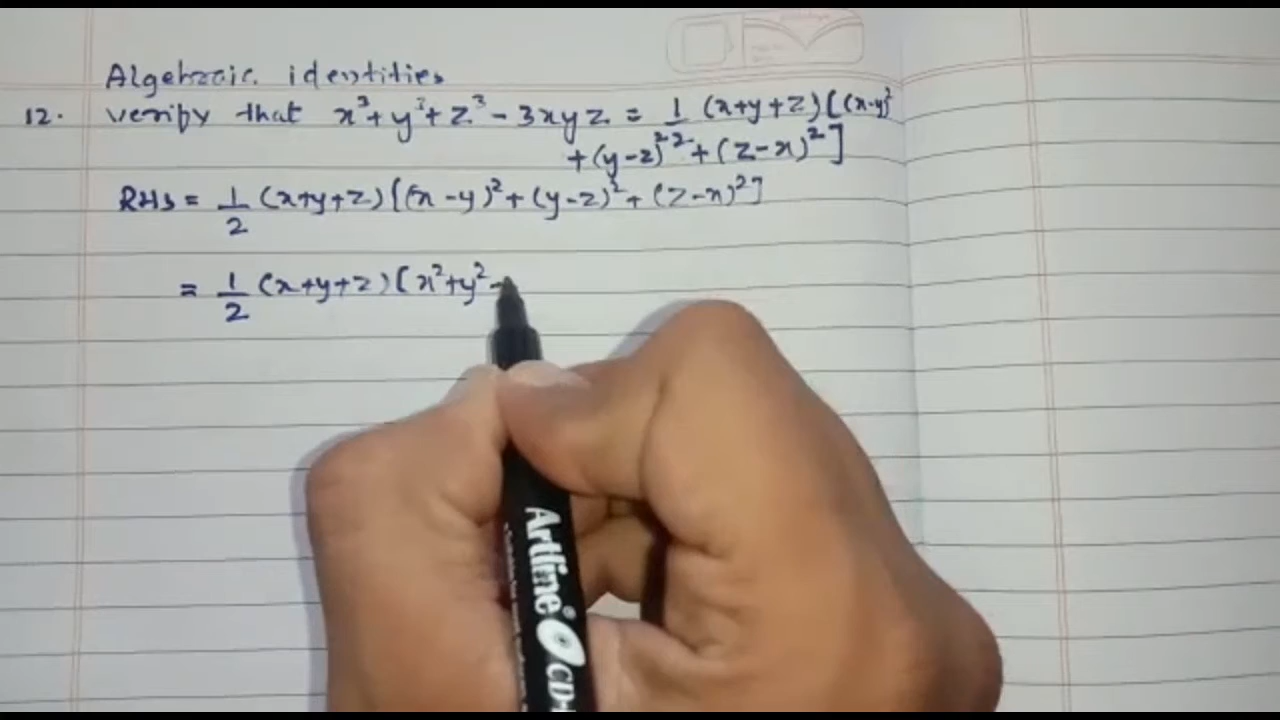 Algebraic identities
12. verify that x³+y³+z³-3xyz = 1/2 (x+y+z)[(x-y)²
+(y-z)²+(z-x)²]
RHS = 1/2 (x+y+z)[(x-y)²+(y-z)²+(z-x)²]
= 1/2 (x+y+z)[x²+y²-
Artline